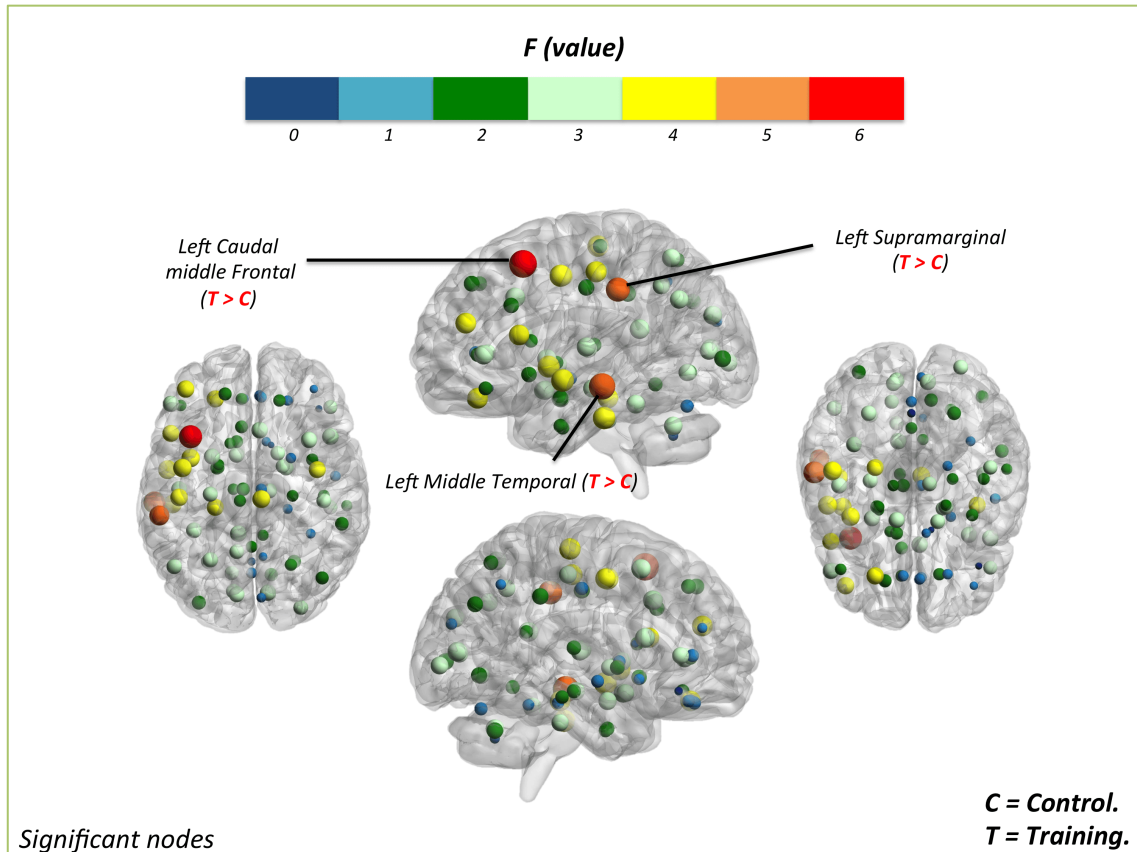 F (value)
0 1 2 3 4 5 6
Left Caudal
middle Frontal
(T > C)
Left Supramarginal
(T > C)
Left Middle Temporal (T > C)
C = Control.
T = Training.
Significant nodes